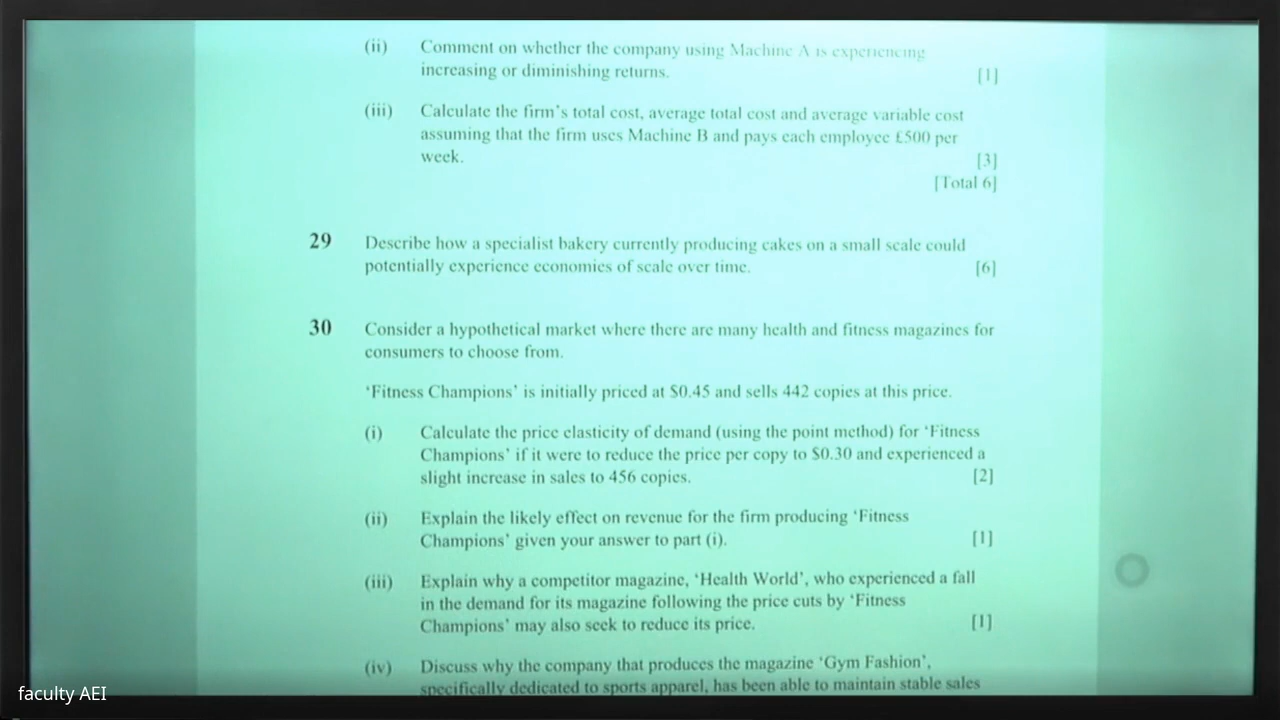 (ii) Comment on whether the company using Machine A is experiencing
increasing or diminishing returns. [1]
(iii) Calculate the firm's total cost, average total cost and average variable cost
assuming that the firm uses Machine B and pays each employee £500 per
week. [3]
[Total 6]
29 Describe how a specialist bakery currently producing cakes on a small scale could
potentially experience economies of scale over time. [6]
30 Consider a hypothetical market where there are many health and fitness magazines for
consumers to choose from.
'Fitness Champions' is initially priced at $0.45 and sells 442 copies at this price.
(i) Calculate the price elasticity of demand (using the point method) for 'Fitness
Champions' if it were to reduce the price per copy to $0.30 and experienced a
slight increase in sales to 456 copies. [2]
(ii) Explain the likely effect on revenue for the firm producing 'Fitness
Champions' given your answer to part (i). [1]
(iii) Explain why a competitor magazine, 'Health World', who experienced a fall
in the demand for its magazine following the price cuts by 'Fitness
Champions' may also seek to reduce its price. [1]
(iv) Discuss why the company that produces the magazine 'Gym Fashion',
specifically dedicated to sports apparel, has been able to maintain stable sales
faculty AEI